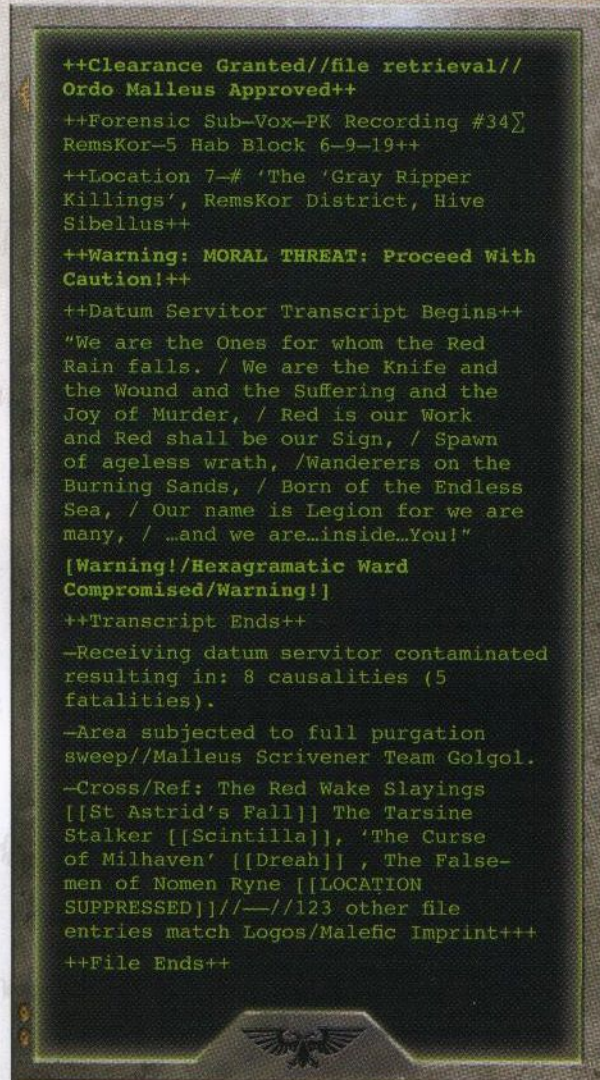 ++Clearance Granted//file retrieval//
Ordo Malleus Approved++
++Forensic Sub—Vox—PK Recording #34∑
RemsKor—5 Hab Block 6—9—19++
++Location 7—# ‘The ‘Gray Ripper
Killings’, RemsKor District, Hive
Sibellus++
++Warning: MORAL THREAT: Proceed With
Caution!++
++Datum Servitor Transcript Begins++
"We are the Ones for whom the Red
Rain falls. / We are the Knife and
the Wound and the Suffering and the
Joy of Murder, / Red is our Work
and Red shall be our Sign, / Spawn
of ageless wrath, /Wanderers on the
Burning Sands, / Born of the Endless
Sea, / Our name is Legion for we are
many, / …and we are…inside…You!"
[Warning!/Hexagramatic Ward
Compromised/Warning!]
++Transcript Ends++
—Receiving datum servitor contaminated
resulting in: 8 causalities (5
fatalities).
—Area subjected to full purgation
sweep//Malleus Scrivener Team Golgol.
—Cross/Ref: The Red Wake Slayings
[[St Astrid's Fall]] The Tarsine
Stalker [[Scintilla]], ‘The Curse
of Milhaven’ [[Dreah]] , The False—
men of Nomen Ryne [[LOCATION
SUPPRESSED]]//——//123 other file
entries match Logos/Malefic Imprint+++
++File Ends++